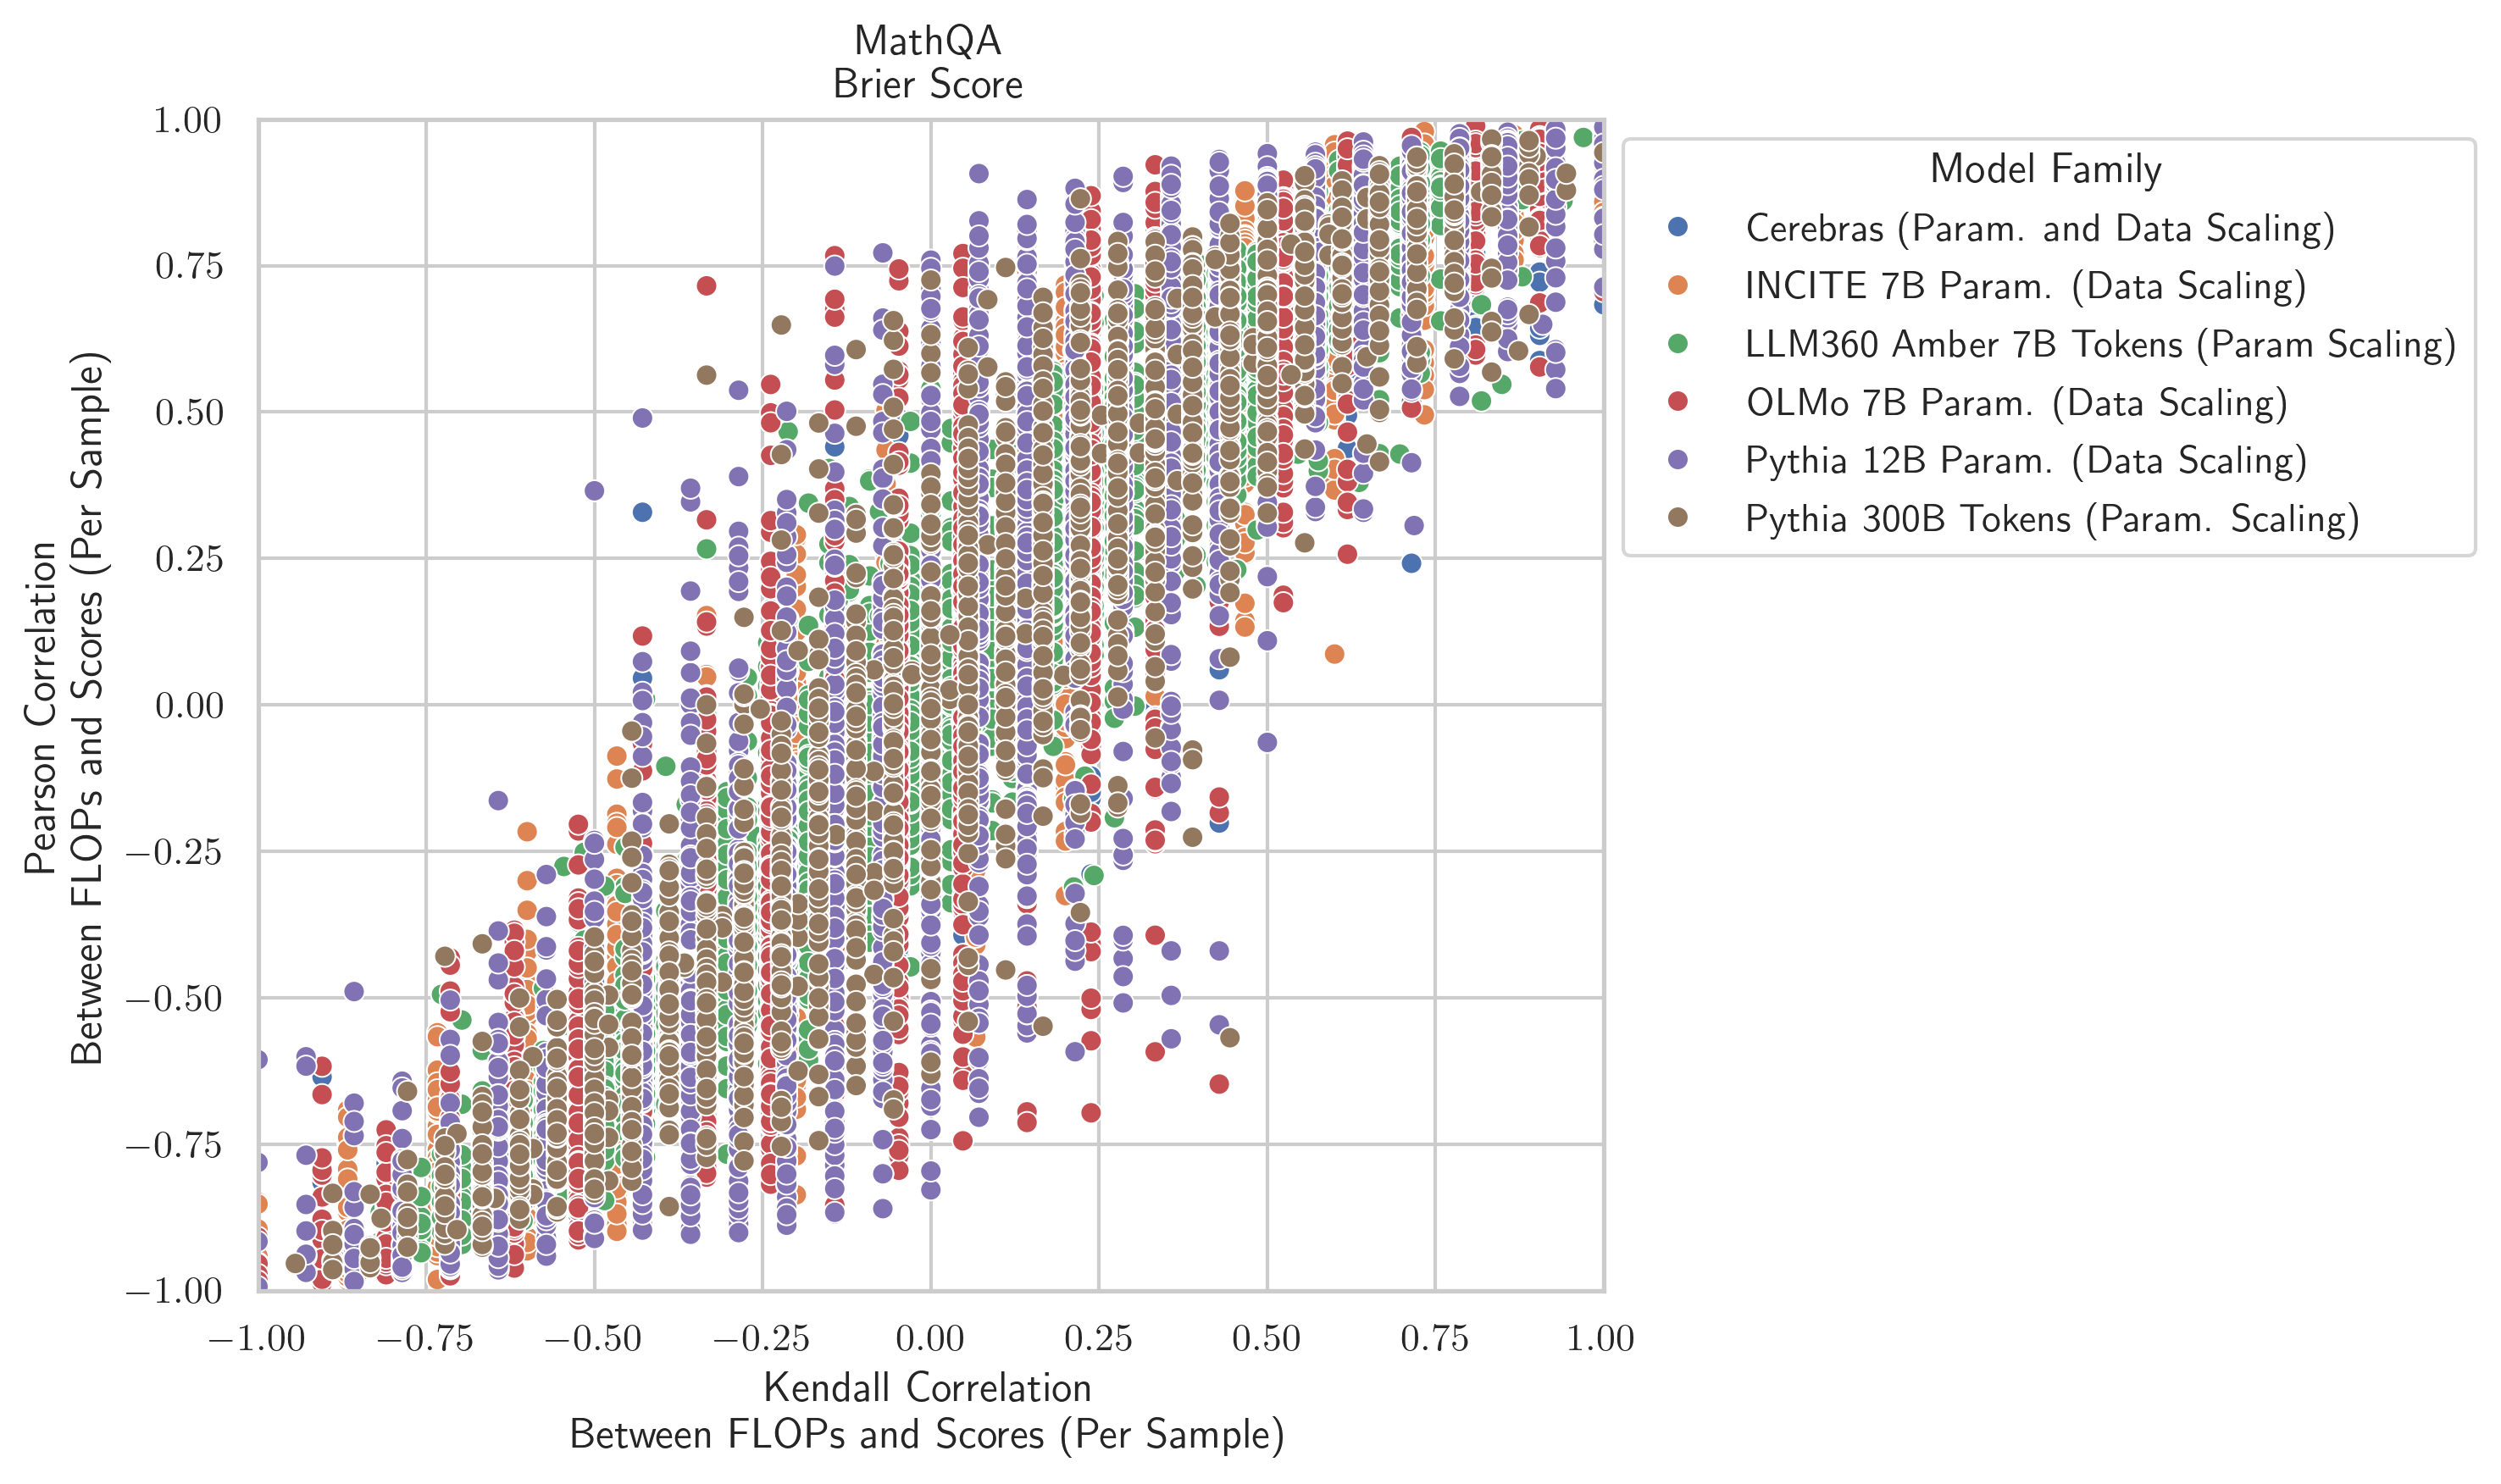 MathQA
Brier Score
Pearson Correlation
Between FLOPs and Scores (Per Sample)
1.00
0.75
0.50
0.25
0.00
−0.25
−0.50
−0.75
−1.00
−1.00
−0.75
−0.50
−0.25
0.00
0.25
0.50
0.75
1.00
Kendall Correlation
Between FLOPs and Scores (Per Sample)
Model Family
Cerebras (Param. and Data Scaling)
INCITE 7B Param. (Data Scaling)
LLM360 Amber 7B Tokens (Param Scaling)
OLMo 7B Param. (Data Scaling)
Pythia 12B Param. (Data Scaling)
Pythia 300B Tokens (Param. Scaling)